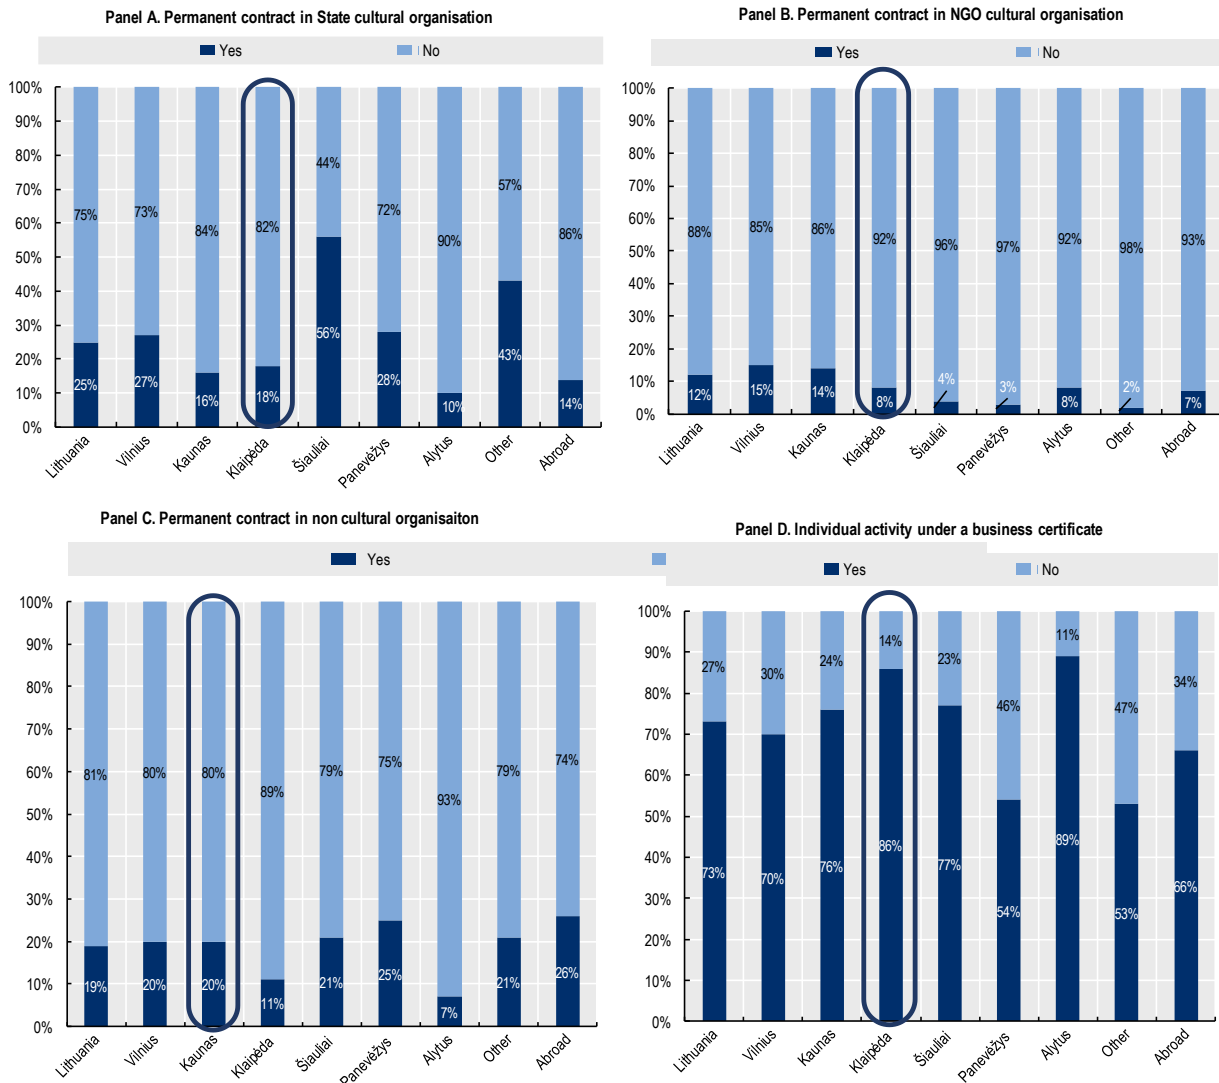 Panel A. Permanent contract in State cultural organisation
Yes No
100%
90%
80%
70%
60%
50%
40%
30%
20%
10%
0%
75% 73% 84% 82% 44% 72% 90% 57% 86%
25% 27% 16% 18% 56% 28% 10% 43% 14%
Lithuania Vilnius Kaunas Klaipėda Šiauliai Panevėžys Alytus Other Abroad
Panel B. Permanent contract in NGO cultural organisation
Yes No
100%
90%
80%
70%
60%
50%
40%
30%
20%
10%
0%
88% 85% 86% 92% 96% 97% 92% 98% 93%
12% 15% 14% 8% 4% 3% 8% 2% 7%
Lithuania Vilnius Kaunas Klaipėda Šiauliai Panevėžys Alytus Other Abroad
Panel C. Permanent contract in non cultural organisaiton
Yes
100%
90%
80%
70%
60%
50%
40%
30%
20%
10%
0%
81% 80% 80% 89% 79% 75% 93% 79% 74%
19% 20% 20% 11% 21% 25% 7% 21% 26%
Lithuania Vilnius Kaunas Klaipėda Šiauliai Panevėžys Alytus Other Abroad
Panel D. Individual activity under a business certificate
Yes No
100%
90%
80%
70%
60%
50%
40%
30%
20%
10%
0%
27% 30% 24% 14% 23% 46% 11% 47% 34%
73% 70% 76% 86% 77% 54% 89% 53% 66%
Lithuania Vilnius Kaunas Klaipėda Šiauliai Panevėžys Alytus Other Abroad